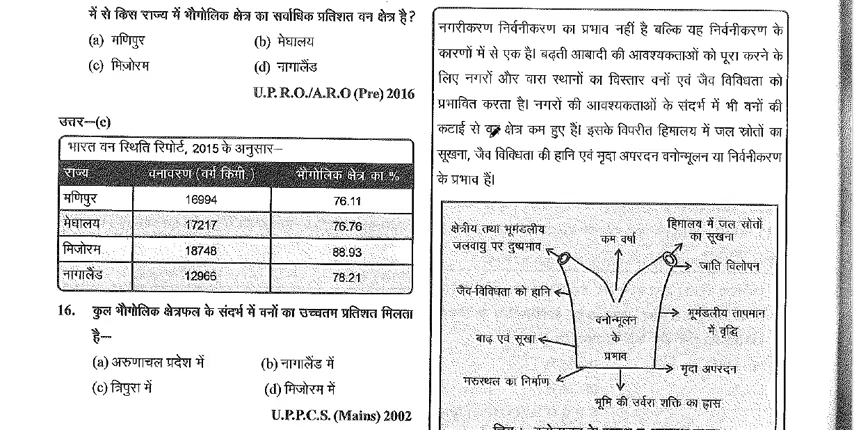 में से किस राज्य में भौगोलिक क्षेत्र का सर्वाधिक प्रतिशत वन क्षेत्र है?
(a) मणिपुर (b) मेघालय
(c) मिज़ोरम (d) नागालैंड
U.P.R.O./A.R.O (Pre) 2016
उत्तर—(c)
भारत वन स्थिति रिपोर्ट, 2015 के अनुसार—
राज्य वनावरण (वर्ग किमी.) भौगोलिक क्षेत्र का %
मणिपुर 16994 76.11
मेघालय 17217 76.76
मिजोरम 18748 88.93
नागालैंड 12966 78.21
16. कुल भौगोलिक क्षेत्रफल के संदर्भ में वनों का उच्चतम प्रतिशत मिलता
है—
(a) अरुणाचल प्रदेश में (b) नागालैंड में
(c) त्रिपुरा में (d) मिजोरम में
U.P.P.C.S. (Mains) 2002
नगरीकरण निर्वनीकरण का प्रभाव नहीं है बल्कि यह निर्वनीकरण के
कारणों में से एक है। बढ़ती आबादी की आवश्यकताओं को पूरा करने के
लिए नगरों और वास स्थानों का विस्तार वनों एवं जैव विविधता को
प्रभावित करता है। नगरों की आवश्यकताओं के संदर्भ में भी वनों की
कटाई से क्षेत्र कम हुए हैं। इसके विपरीत हिमालय में जल स्रोतों का
सूखना, जैव विविधता की हानि एवं मृदा अपरदन वनोन्मूलन या निर्वनीकरण
के प्रभाव हैं।
क्षेत्रीय तथा भूमंडलीय
जलवायु पर दुष्प्रभाव
कम वर्षा
हिमालय में जल स्रोतों
का सूखना
जाति विलोपन
जैव-विविधता को हानि
वनोन्मूलन
के
प्रभाव
भूमंडलीय तापमान
में वृद्धि
बाढ़ एवं सूखा
मृदा अपरदन
मरुस्थल का निर्माण
भूमि की उर्वरा शक्ति का ह्रास